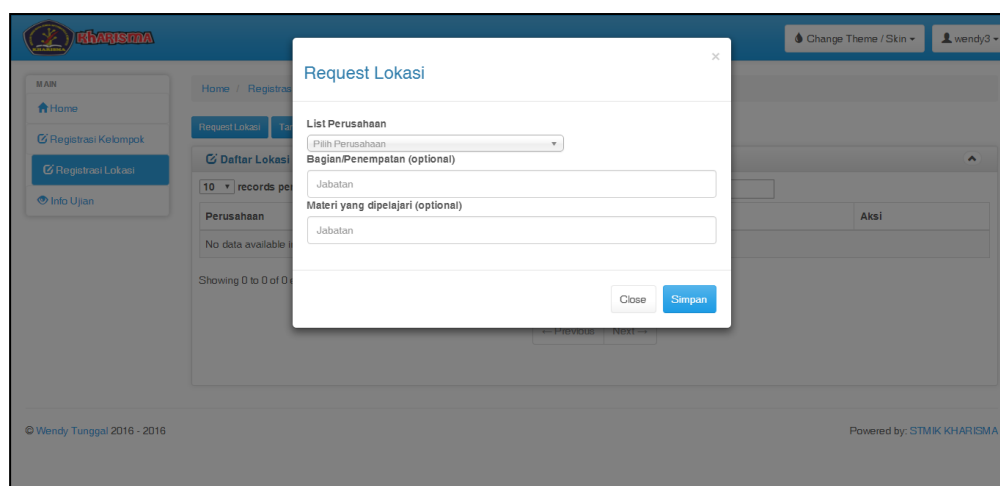 KHARISMA
Change Theme / Skin
wendy3
MAIN
Home
Registrasi Kelompok
Registrasi Lokasi
Info Ujian
Home / Registras
Request Lokasi
Daftar Lokasi
10 records per
Perusahaan
Aksi
No data available i
Showing 0 to 0 of 0
← Previous Next →
×
Request Lokasi
List Perusahaan
Pilih Perusahaan
Bagian/Penempatan (optional)
Jabatan
Materi yang dipelajari (optional)
Jabatan
Close Simpan
© Wendy Tunggal 2016 - 2016
Powered by: STMIK KHARISMA